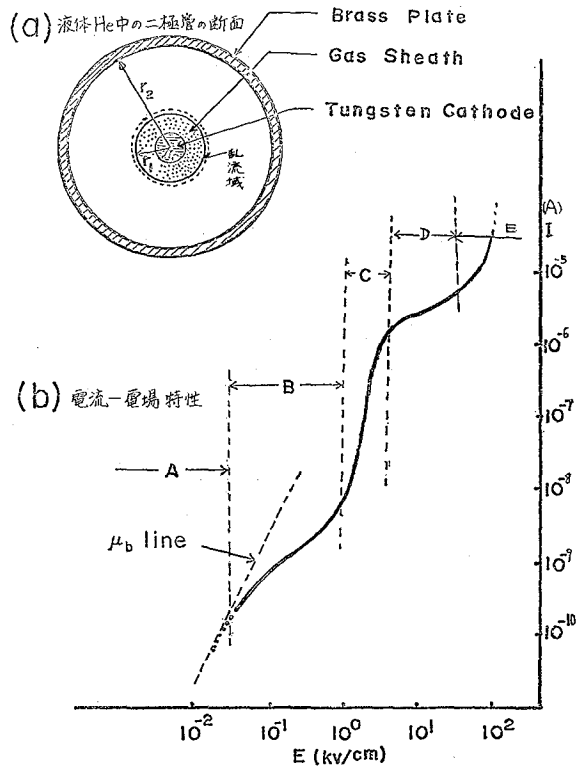 (a) 液体He中の二極管の断面
Brass Plate
Gas Sheath
Tungsten Cathode
r2
r1
乱流域
(A)
I
10^-5
10^-6
10^-7
10^-8
10^-9
10^-10
E
D
C
B
A
(b) 電流-電場特性
μb line
10^-2 10^-1 10^0 10^1 10^2
E (kv/cm)